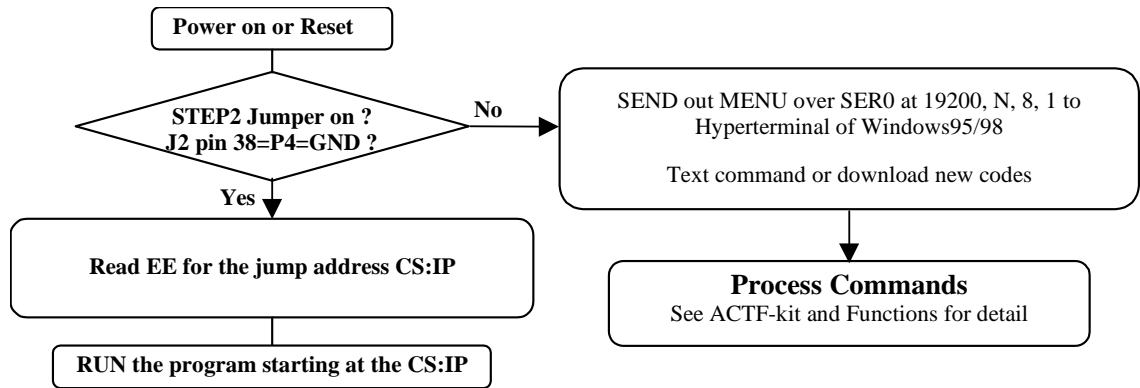 Power on or Reset
STEP2 Jumper on ?
J2 pin 38=P4=GND ?
No
SEND out MENU over SER0 at 19200, N, 8, 1 to
Hyperterminal of Windows95/98
Text command or download new codes
Yes
Read EE for the jump address CS:IP
Process Commands
See ACTF-kit and Functions for detail
RUN the program starting at the CS:IP